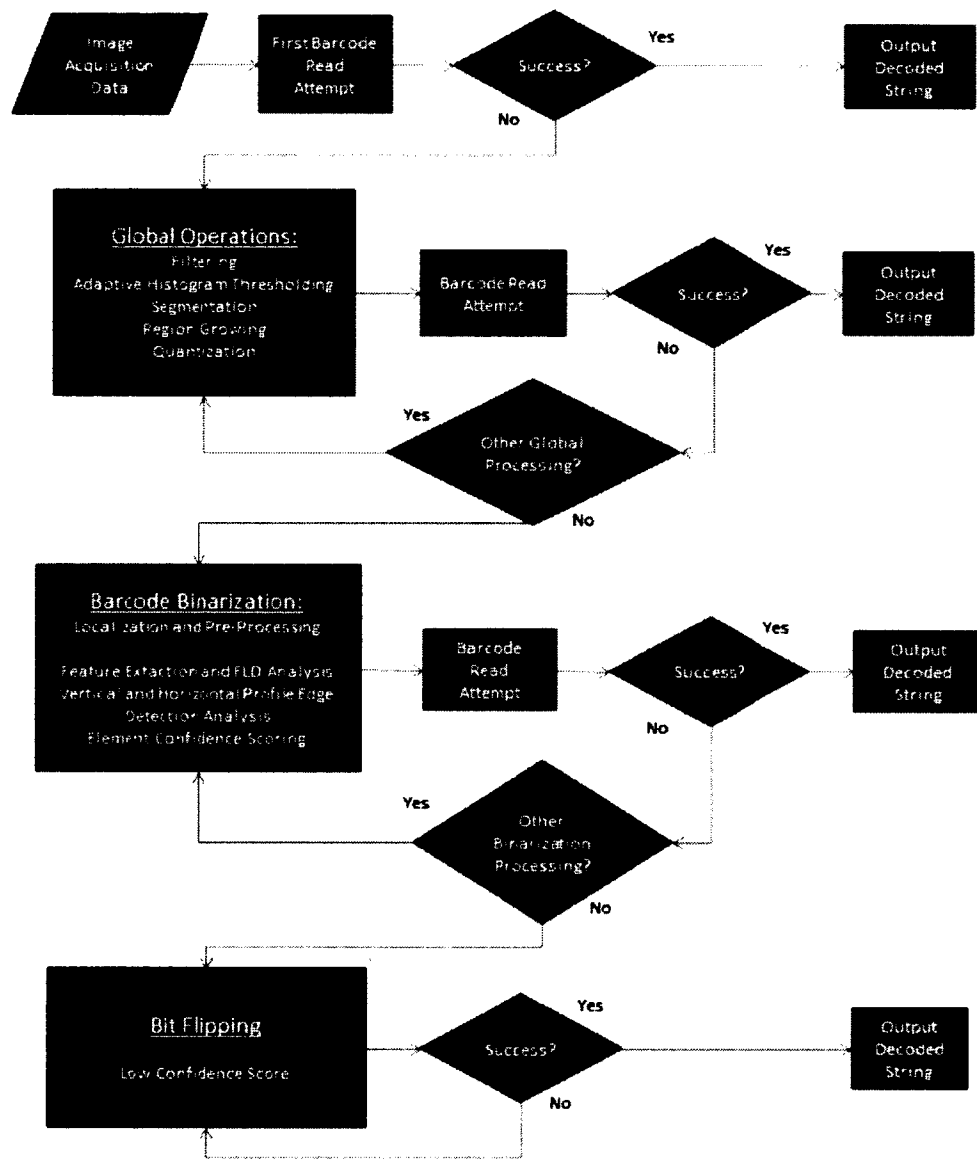 Image
Acquisition
Data
First Barcode
Read
Attempt
Success?
Yes
No
Output
Decoded
String
Global Operations:
Filtering
Adaptive Histogram Thresholding
Segmentation
Region Growing
Quantization
Barcode Read
Attempt
Success?
Yes
No
Output
Decoded
String
Other Global
Processing?
Yes
No
Barcode Binarization:
Localization and Pre-Processing
Feature Extaction and FLD Analysis
Vertical and Horizontal Profile Edge
Detection Analysis
Element Confidence Scoring
Barcode
Read
Attempt
Success?
Yes
No
Output
Decoded
String
Other
Binarization
Processing?
Yes
No
Bit Flipping
Low Confidence Score
Success?
Yes
No
Output
Decoded
String